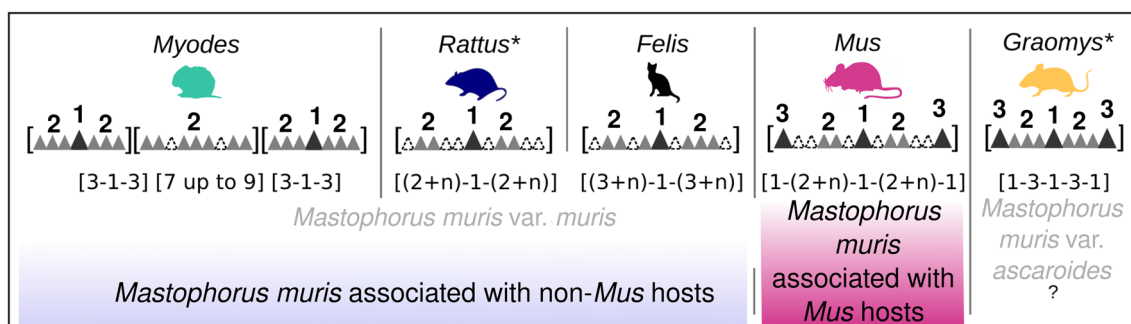 Myodes
Rattus*
Felis
Mus
Graomys*
2 1 2 2 2 1 2
2 1 2
2 1 2
3 2 1 2 3
3 2 1 2 3
[3-1-3] [7 up to 9] [3-1-3]
[(2+n)-1-(2+n)]
[(3+n)-1-(3+n)]
[1-(2+n)-1-(2+n)-1]
[1-3-1-3-1]
Mastophorus muris var. muris
Mastophorus muris associated with non-Mus hosts
Mastophorus
muris
associated with
Mus hosts
Mastophorus
muris var.
ascaroides
?